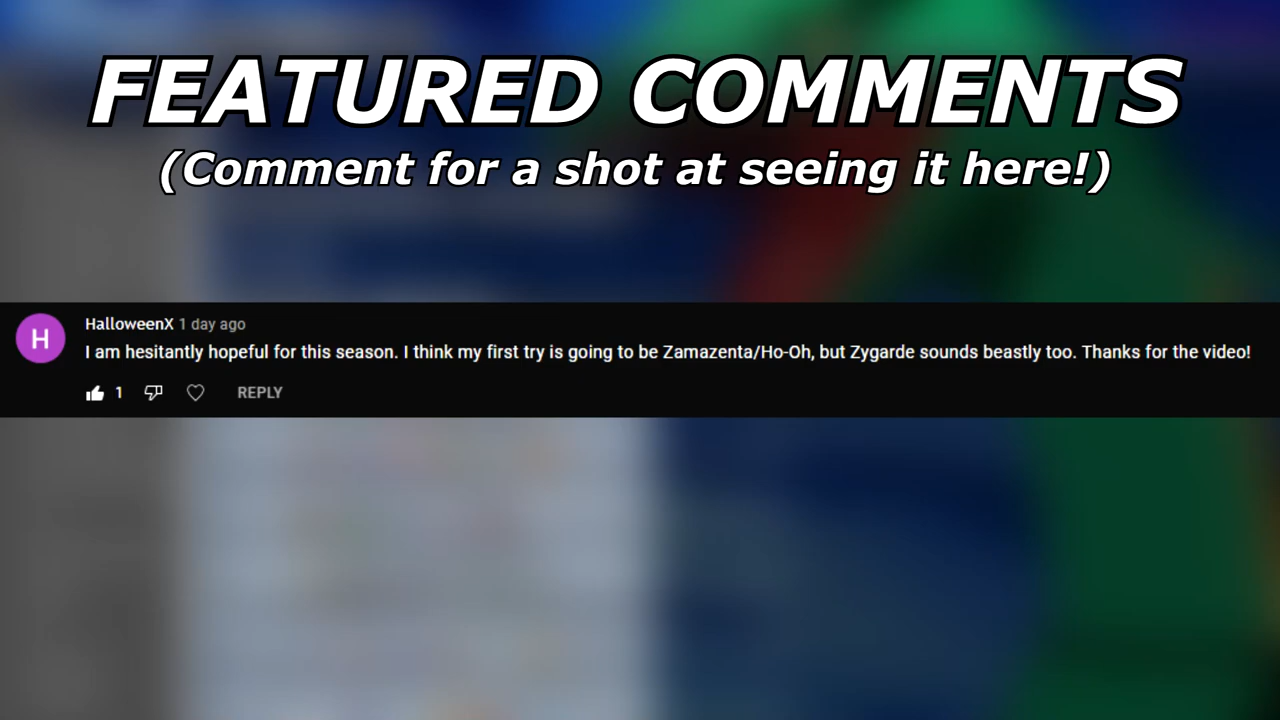 FEATURED COMMENTS
(Comment for a shot at seeing it here!)
H
HalloweenX 1 day ago
I am hesitantly hopeful for this season. I think my first try is going to be Zamazenta/Ho-Oh, but Zygarde sounds beastly too. Thanks for the video!
1 REPLY